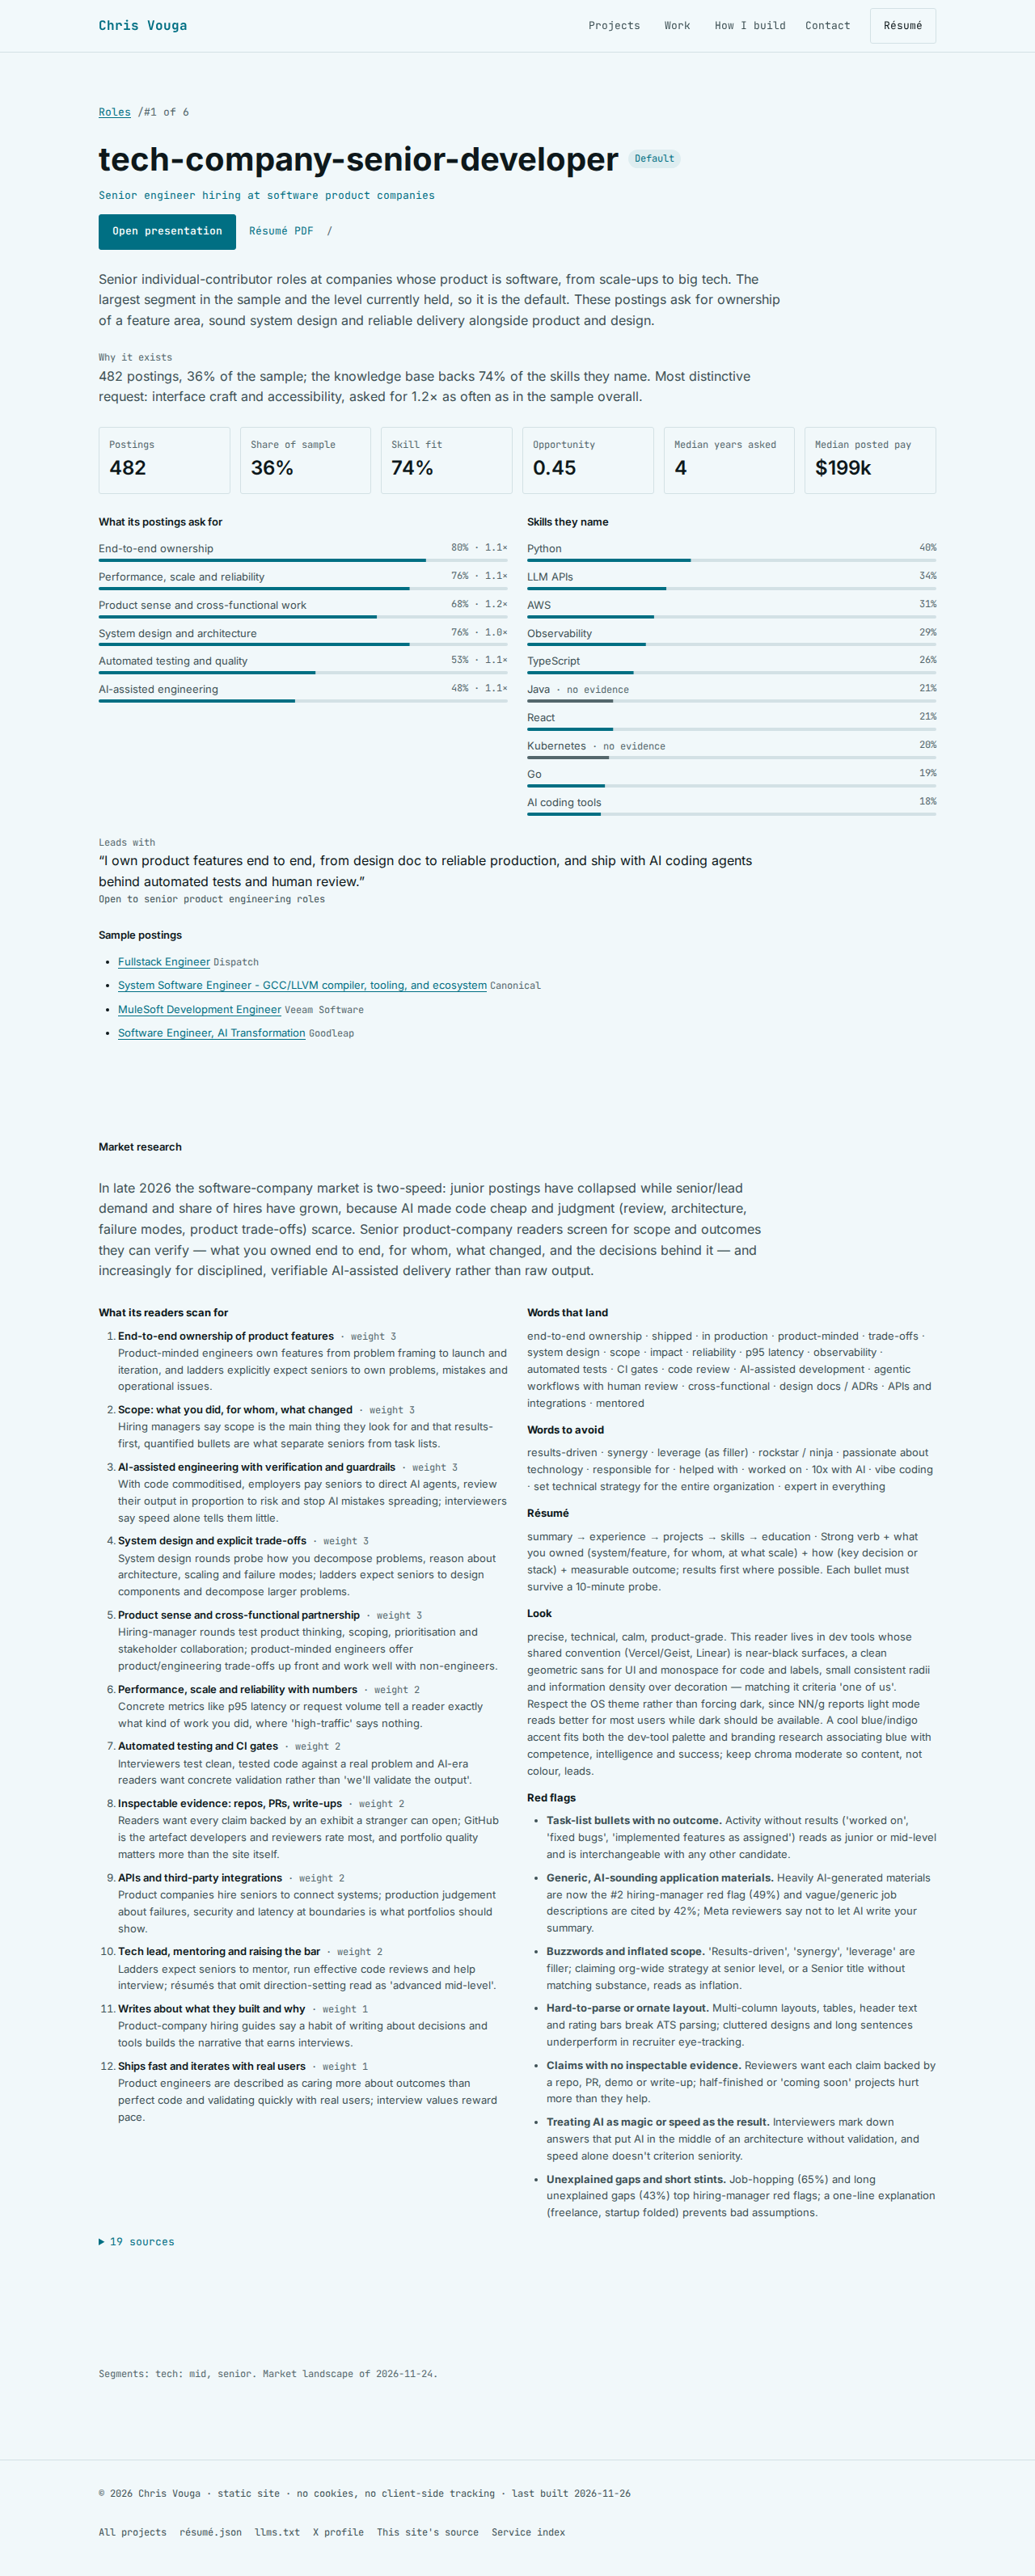 Chris Vouga
Projects Work How I build Contact Résumé
Roles /#1 of 6
tech-company-senior-developer Default
Senior engineer hiring at software product companies
Open presentation Résumé PDF /
Senior individual-contributor roles at companies whose product is software, from scale-ups to big tech. The
largest segment in the sample and the level currently held, so it is the default. These postings ask for ownership
of a feature area, sound system design and reliable delivery alongside product and design.
Why it exists
482 postings, 36% of the sample; the knowledge base backs 74% of the skills they name. Most distinctive
request: interface craft and accessibility, asked for 1.2× as often as in the sample overall.
Postings
482
Share of sample
36%
Skill fit
74%
Opportunity
0.45
Median years asked
4
Median posted pay
$199k
What its postings ask for
End-to-end ownership 80% · 1.1×
Performance, scale and reliability 76% · 1.1×
Product sense and cross-functional work 68% · 1.2×
System design and architecture 76% · 1.0×
Automated testing and quality 53% · 1.1×
AI-assisted engineering 48% · 1.1×
Skills they name
Python 40%
LLM APIs 34%
AWS 31%
Observability 29%
TypeScript 26%
Java · no evidence 21%
React 21%
Kubernetes · no evidence 20%
Go 19%
AI coding tools 18%
Leads with
“I own product features end to end, from design doc to reliable production, and ship with AI coding agents
behind automated tests and human review.”
Open to senior product engineering roles
Sample postings
• Fullstack Engineer Dispatch
• System Software Engineer - GCC/LLVM compiler, tooling, and ecosystem Canonical
• MuleSoft Development Engineer Veeam Software
• Software Engineer, AI Transformation Goodleap
Market research
In late 2026 the software-company market is two-speed: junior postings have collapsed while senior/lead
demand and share of hires have grown, because AI made code cheap and judgment (review, architecture,
failure modes, product trade-offs) scarce. Senior product-company readers screen for scope and outcomes
they can verify — what you owned end to end, for whom, what changed, and the decisions behind it — and
increasingly for disciplined, verifiable AI-assisted delivery rather than raw output.
What its readers scan for
1. End-to-end ownership of product features · weight 3
Product-minded engineers own features from problem framing to launch and
iteration, and ladders explicitly expect seniors to own problems, mistakes and
operational issues.
2. Scope: what you did, for whom, what changed · weight 3
Hiring managers say scope is the main thing they look for and that results-
first, quantified bullets are what separate seniors from task lists.
3. AI-assisted engineering with verification and guardrails · weight 3
With code commoditised, employers pay seniors to direct AI agents, review
their output in proportion to risk and stop AI mistakes spreading; interviewers
say speed alone tells them little.
4. System design and explicit trade-offs · weight 3
System design rounds probe how you decompose problems, reason about
architecture, scaling and failure modes; ladders expect seniors to design
components and decompose larger problems.
5. Product sense and cross-functional partnership · weight 3
Hiring-manager rounds test product thinking, scoping, prioritisation and
stakeholder collaboration; product-minded engineers offer
product/engineering trade-offs up front and work well with non-engineers.
6. Performance, scale and reliability with numbers · weight 2
Concrete metrics like p95 latency or request volume tell a reader exactly
what kind of work you did, where 'high-traffic' says nothing.
7. Automated testing and CI gates · weight 2
Interviewers test clean, tested code against a real problem and AI-era
readers want concrete validation rather than 'we'll validate the output'.
8. Inspectable evidence: repos, PRs, write-ups · weight 2
Readers want every claim backed by an exhibit a stranger can open; GitHub
is the artefact developers and reviewers rate most, and portfolio quality
matters more than the site itself.
9. APIs and third-party integrations · weight 2
Product companies hire seniors to connect systems; production judgement
about failures, security and latency at boundaries is what portfolios should
show.
10. Tech lead, mentoring and raising the bar · weight 2
Ladders expect seniors to mentor, run effective code reviews and help
interview; résumés that omit direction-setting read as 'advanced mid-level'.
11. Writes about what they built and why · weight 1
Product-company hiring guides say a habit of writing about decisions and
tools builds the narrative that earns interviews.
12. Ships fast and iterates with real users · weight 1
Product engineers are described as caring more about outcomes than
perfect code and validating quickly with real users; interview values reward
pace.
Words that land
end-to-end ownership · shipped · in production · product-minded · trade-offs ·
system design · scope · impact · reliability · p95 latency · observability ·
automated tests · CI gates · code review · AI-assisted development · agentic
workflows with human review · cross-functional · design docs / ADRs · APIs and
integrations · mentored
Words to avoid
results-driven · synergy · leverage (as filler) · rockstar / ninja · passionate about
technology · responsible for · helped with · worked on · 10x with AI · vibe coding
· set technical strategy for the entire organization · expert in everything
Résumé
summary → experience → projects → skills → education · Strong verb + what
you owned (system/feature, for whom, at what scale) + how (key decision or
stack) + measurable outcome; results first where possible. Each bullet must
survive a 10-minute probe.
Look
precise, technical, calm, product-grade. This reader lives in dev tools whose
shared convention (Vercel/Geist, Linear) is near-black surfaces, a clean
geometric sans for UI and monospace for code and labels, small consistent radii
and information density over decoration — matching it criteria 'one of us'.
Respect the OS theme rather than forcing dark, since NN/g reports light mode
reads better for most users while dark should be available. A cool blue/indigo
accent fits both the dev-tool palette and branding research associating blue with
competence, intelligence and success; keep chroma moderate so content, not
colour, leads.
Red flags
• Task-list bullets with no outcome. Activity without results ('worked on',
'fixed bugs', 'implemented features as assigned') reads as junior or mid-level
and is interchangeable with any other candidate.
• Generic, AI-sounding application materials. Heavily AI-generated materials
are now the #2 hiring-manager red flag (49%) and vague/generic job
descriptions are cited by 42%; Meta reviewers say not to let AI write your
summary.
• Buzzwords and inflated scope. 'Results-driven', 'synergy', 'leverage' are
filler; claiming org-wide strategy at senior level, or a Senior title without
matching substance, reads as inflation.
• Hard-to-parse or ornate layout. Multi-column layouts, tables, header text
and rating bars break ATS parsing; cluttered designs and long sentences
underperform in recruiter eye-tracking.
• Claims with no inspectable evidence. Reviewers want each claim backed by
a repo, PR, demo or write-up; half-finished or 'coming soon' projects hurt
more than they help.
• Treating AI as magic or speed as the result. Interviewers mark down
answers that put AI in the middle of an architecture without validation, and
speed alone doesn't criterion seniority.
• Unexplained gaps and short stints. Job-hopping (65%) and long
unexplained gaps (43%) top hiring-manager red flags; a one-line explanation
(freelance, startup folded) prevents bad assumptions.
19 sources
Segments: tech: mid, senior. Market landscape of 2026-11-24.
© 2026 Chris Vouga · static site · no cookies, no client-side tracking · last built 2026-11-26
All projects résumé.json llms.txt X profile This site's source Service index